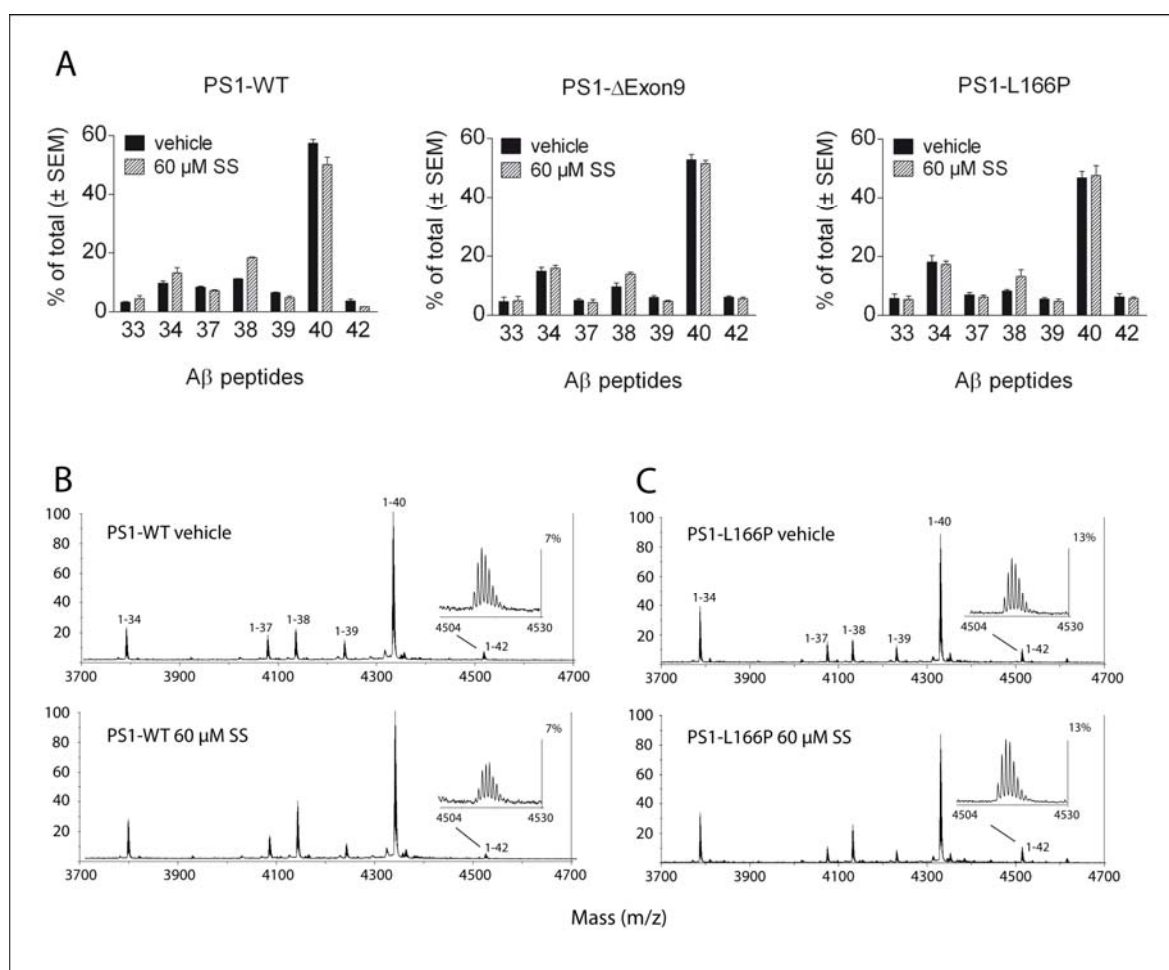 A
PS1-WT
% of total (± SEM)
60
40
20
0
vehicle
60 µM SS
33 34 37 38 39 40 42
Aβ peptides
PS1-ΔExon9
% of total (± SEM)
60
40
20
0
vehicle
60 µM SS
33 34 37 38 39 40 42
Aβ peptides
PS1-L166P
% of total (± SEM)
60
40
20
0
vehicle
60 µM SS
33 34 37 38 39 40 42
Aβ peptides
B
PS1-WT vehicle
100
80
60
40
20
1-34
1-37
1-38
1-39
1-40
1-42
7%
4504 4530
3700 3900 4100 4300 4500 4700
PS1-WT 60 µM SS
100
80
60
40
20
7%
4504 4530
1-42
3700 3900 4100 4300 4500 4700
C
PS1-L166P vehicle
100
80
60
40
20
1-34
1-37
1-38
1-39
1-40
1-42
13%
4504 4530
3700 3900 4100 4300 4500 4700
PS1-L166P 60 µM SS
100
80
60
40
20
13%
4504 4530
1-42
3700 3900 4100 4300 4500 4700
Mass (m/z)